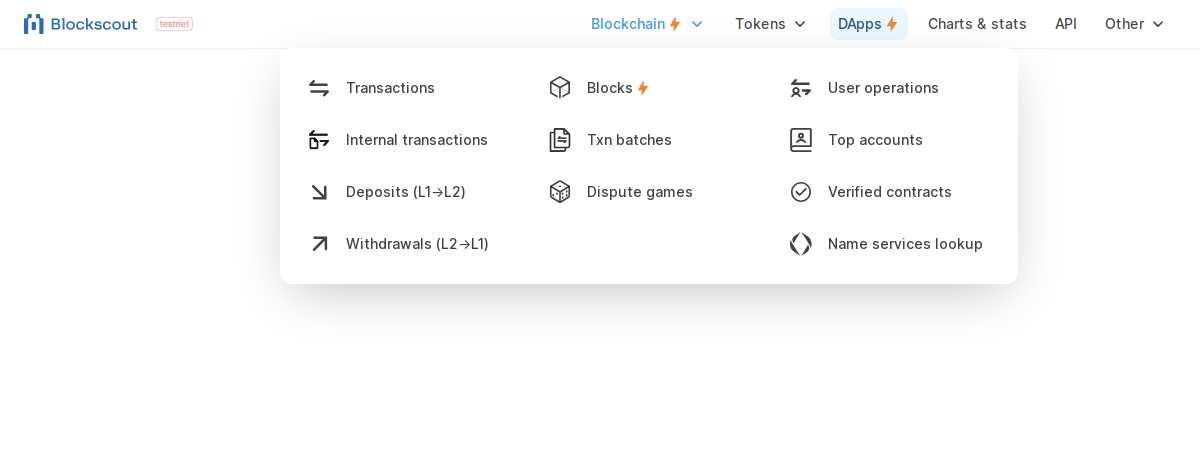 Blockscout testnet Blockchain Tokens DApps Charts & stats API Other
Transactions Blocks User operations
Internal transactions Txn batches Top accounts
Deposits (L1→L2) Dispute games Verified contracts
Withdrawals (L2→L1) Name services lookup